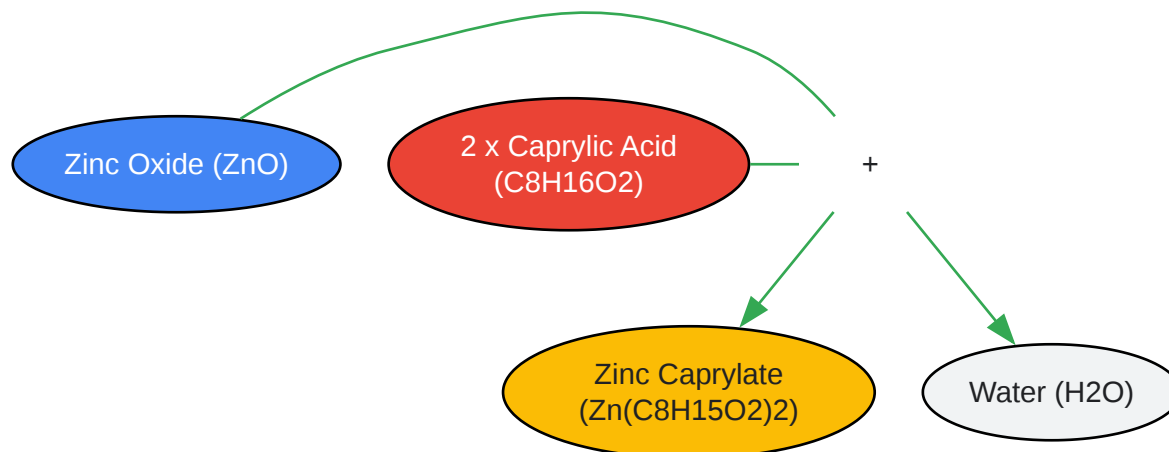 Zinc Oxide (ZnO)
2 x Caprylic Acid
(C8H16O2)
+
Zinc Caprylate
(Zn(C8H15O2)2)
Water (H2O)